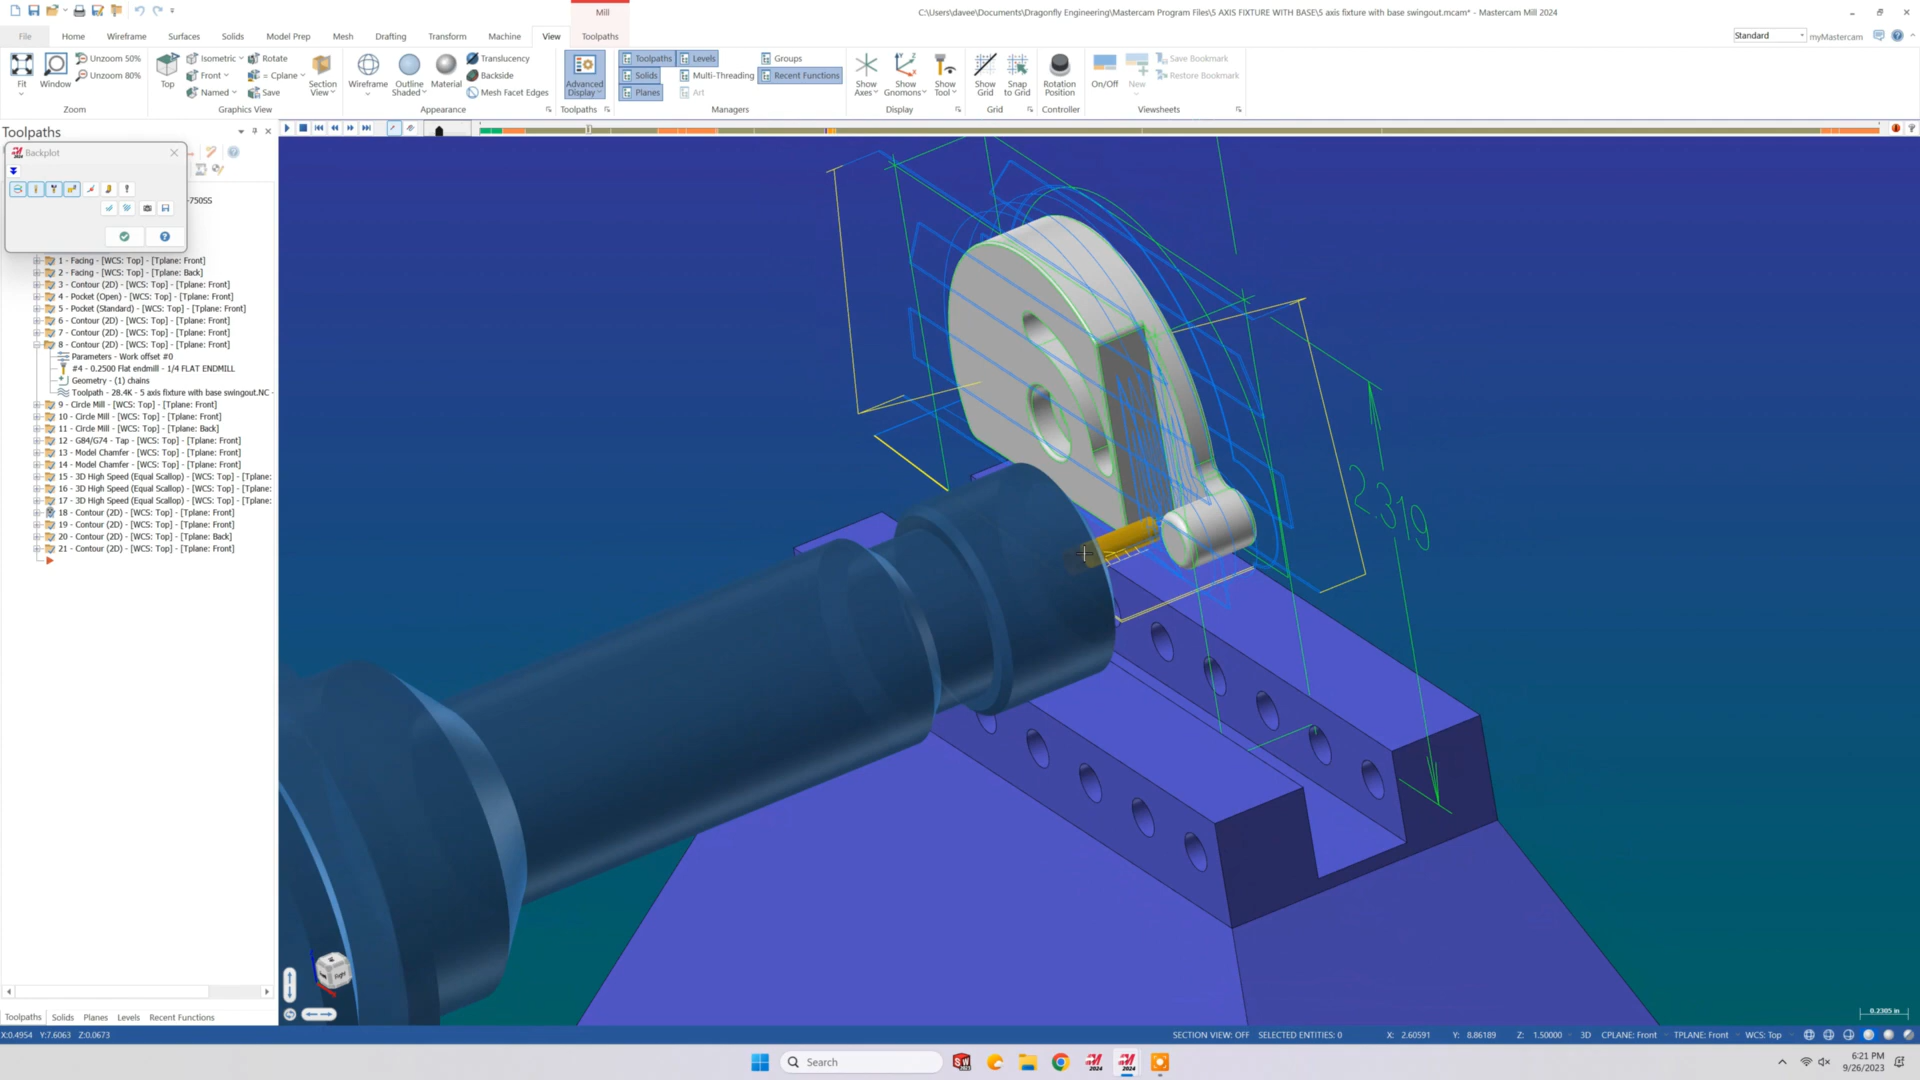 C:\Users\davee\Documents\Dragonfly Engineering\Mastercam Program Files\5 AXIS FIXTURE WITH BASE\5 axis fixture with base swingout.mcam* - Mastercam Mill 2024
Mill
File Home Wireframe Surfaces Solids Model Prep Mesh Drafting Transform Machine View Toolpaths
Standard myMastercam
Fit
Window
Unzoom 50%
Unzoom 80%
Zoom
Top
Isometric
Front
Named
Rotate
= Plane
Save
Section
View
Graphics View
Wireframe
Outline
Shaded
Material
Translucency
Backside
Mesh Facet Edges
Appearance
Advanced
Display
Toolpaths
Toolpaths
Solids
Planes
Levels
Multi-Threading
Art
Groups
Recent Functions
Managers
Show
Axes
Show
Gnomons
Show
Tool
Display
Show
Grid
Snap
to Grid
Grid
Rotation
Position
Controller
On/Off
New
Save Bookmark
Restore Bookmark
Viewsheets
Toolpaths
Backplot
-750SS
1 - Facing - [WCS: Top] - [Tplane: Front]
2 - Facing - [WCS: Top] - [Tplane: Back]
3 - Contour (2D) - [WCS: Top] - [Tplane: Front]
4 - Pocket (Open) - [WCS: Top] - [Tplane: Front]
5 - Pocket (Standard) - [WCS: Top] - [Tplane: Front]
6 - Contour (2D) - [WCS: Top] - [Tplane: Front]
7 - Contour (2D) - [WCS: Top] - [Tplane: Front]
8 - Contour (2D) - [WCS: Top] - [Tplane: Front]
Parameters - Work offset #0
#4 - 0.2500 Flat endmill - 1/4 FLAT ENDMILL
Geometry - (1) chains
Toolpath - 28.4K - 5 axis fixture with base swingout.NC -
9 - Circle Mill - [WCS: Top] - [Tplane: Front]
10 - Circle Mill - [WCS: Top] - [Tplane: Front]
11 - Circle Mill - [WCS: Top] - [Tplane: Back]
12 - G84/G74 - Tap - [WCS: Top] - [Tplane: Front]
13 - Model Chamfer - [WCS: Top] - [Tplane: Front]
14 - Model Chamfer - [WCS: Top] - [Tplane: Front]
15 - 3D High Speed (Equal Scallop) - [WCS: Top] - [Tplane:
16 - 3D High Speed (Equal Scallop) - [WCS: Top] - [Tplane:
17 - 3D High Speed (Equal Scallop) - [WCS: Top] - [Tplane:
18 - Contour (2D) - [WCS: Top] - [Tplane: Front]
19 - Contour (2D) - [WCS: Top] - [Tplane: Front]
20 - Contour (2D) - [WCS: Top] - [Tplane: Back]
21 - Contour (2D) - [WCS: Top] - [Tplane: Front]
2.319
Right
0.2305 in
Toolpaths Solids Planes Levels Recent Functions
X:0.4954 Y:7.6063 Z:0.0673
SECTION VIEW: OFF SELECTED ENTITIES: 0 X: 2.60591 Y: 8.86189 Z: 1.50000 3D CPLANE: Front TPLANE: Front WCS: Top
Search
6:21 PM
9/26/2023